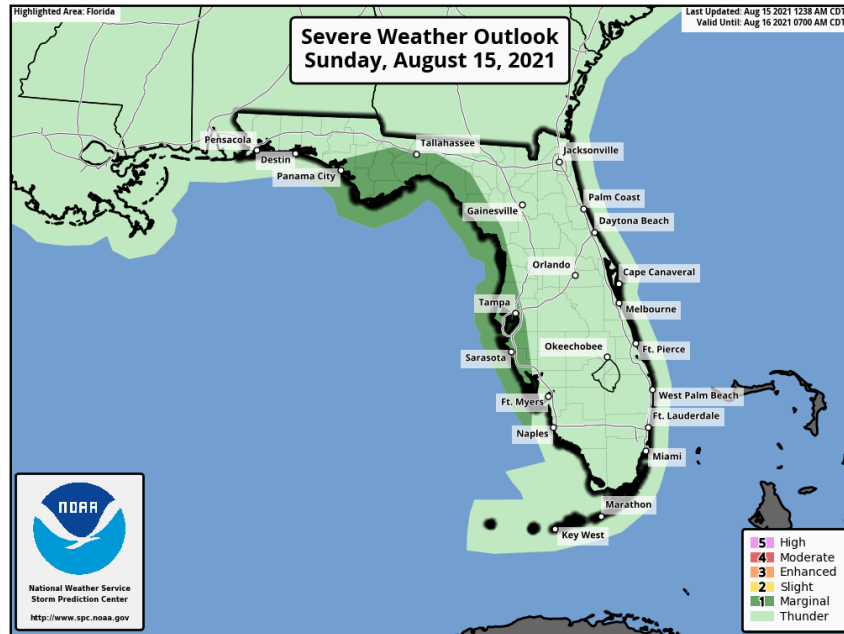 Highlighted Area: Florida
Last Updated: Aug 15 2021 1238 AM CDT
Valid Until: Aug 16 2021 0700 AM CDT
Severe Weather Outlook
Sunday, August 15, 2021
Pensacola
Destin
Panama City
Tallahassee
Jacksonville
Gainesville
Palm Coast
Daytona Beach
Orlando
Cape Canaveral
Tampa
Melbourne
Sarasota
Okeechobee
Ft. Pierce
Ft. Myers
West Palm Beach
Naples
Ft. Lauderdale
Miami
Marathon
Key West
NOAA
National Weather Service
Storm Prediction Center
http://www.spc.noaa.gov
5 High
4 Moderate
3 Enhanced
2 Slight
1 Marginal
Thunder